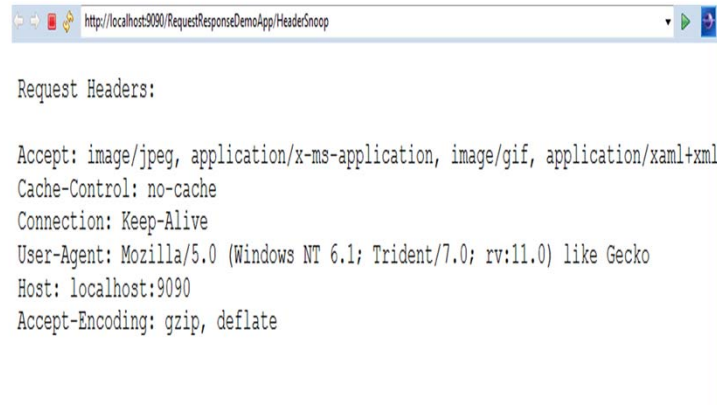 http://localhost:9090/RequestResponseDemoApp/HeaderSnoop
Request Headers:
Accept: image/jpeg, application/x-ms-application, image/gif, application/xaml+xml
Cache-Control: no-cache
Connection: Keep-Alive
User-Agent: Mozilla/5.0 (Windows NT 6.1; Trident/7.0; rv:11.0) like Gecko
Host: localhost:9090
Accept-Encoding: gzip, deflate